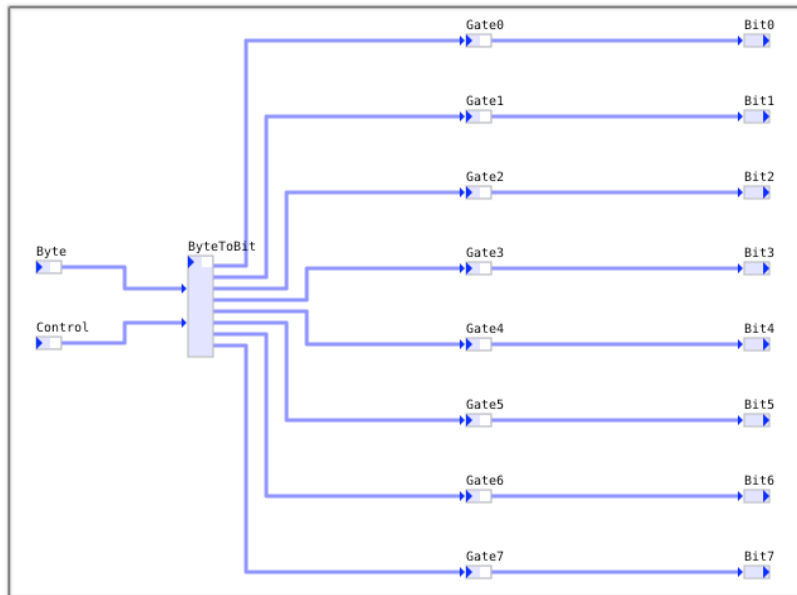 Gate0
Bit0
Gate1
Bit1
Gate2
Bit2
Byte
ByteToBit
Gate3
Bit3
Control
Gate4
Bit4
Gate5
Bit5
Gate6
Bit6
Gate7
Bit7